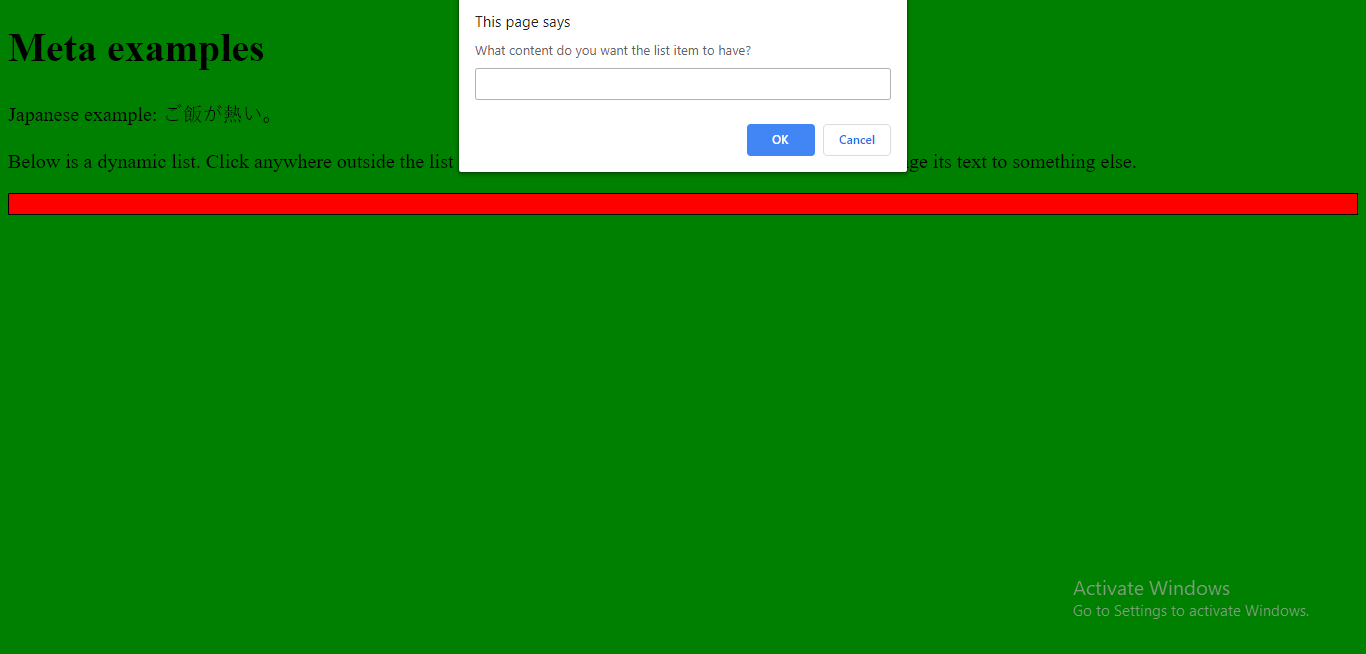 This page says
What content do you want the list item to have?
OK Cancel
Meta examples
Japanese example: ご飯が熱い。
Below is a dynamic list. Click anywhere outside the list ge its text to something else.
Activate Windows
Go to Settings to activate Windows.